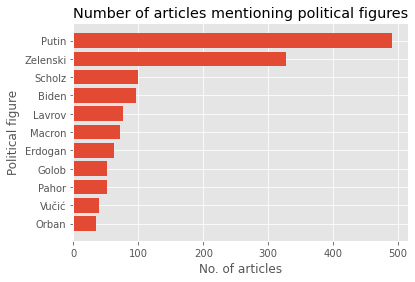 Number of articles mentioning political figures
Political figure
Putin
Zelenski
Scholz
Biden
Lavrov
Macron
Erdogan
Golob
Pahor
Vučić
Orban
0 100 200 300 400 500
No. of articles